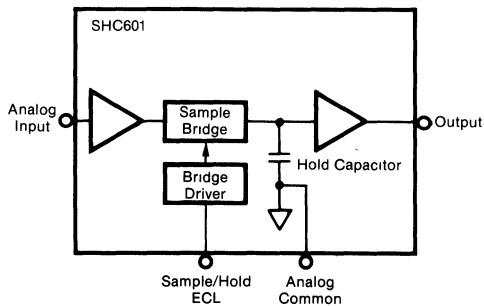 SHC601
Analog
Input
Sample
Bridge
Output
Hold Capacitor
Bridge
Driver
Sample/Hold
ECL
Analog
Common